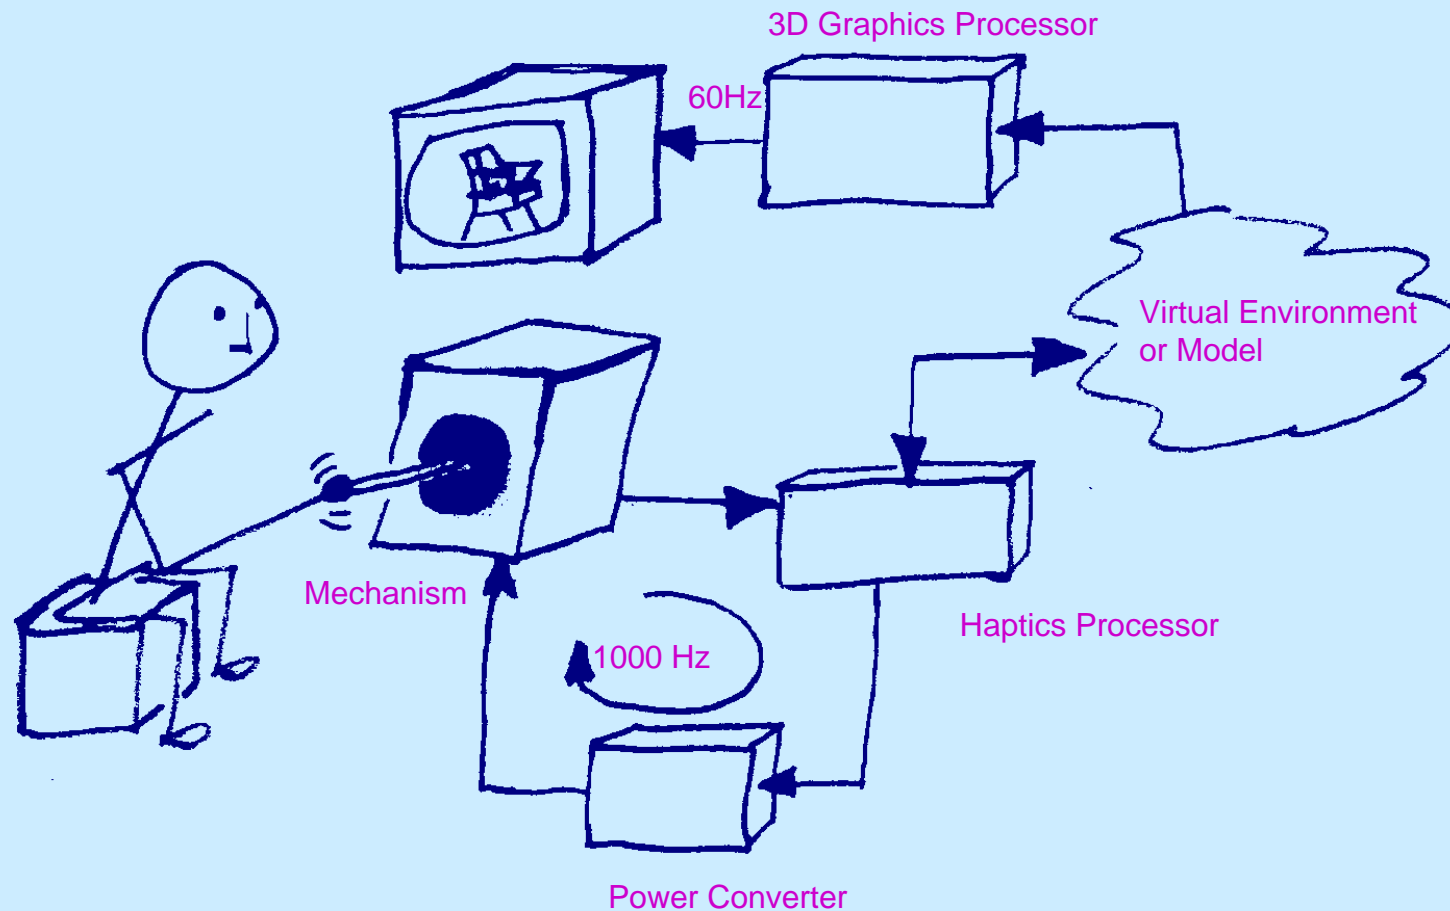 3D Graphics Processor
60Hz
Virtual Environment
or Model
Mechanism
1000 Hz
Haptics Processor
Power Converter